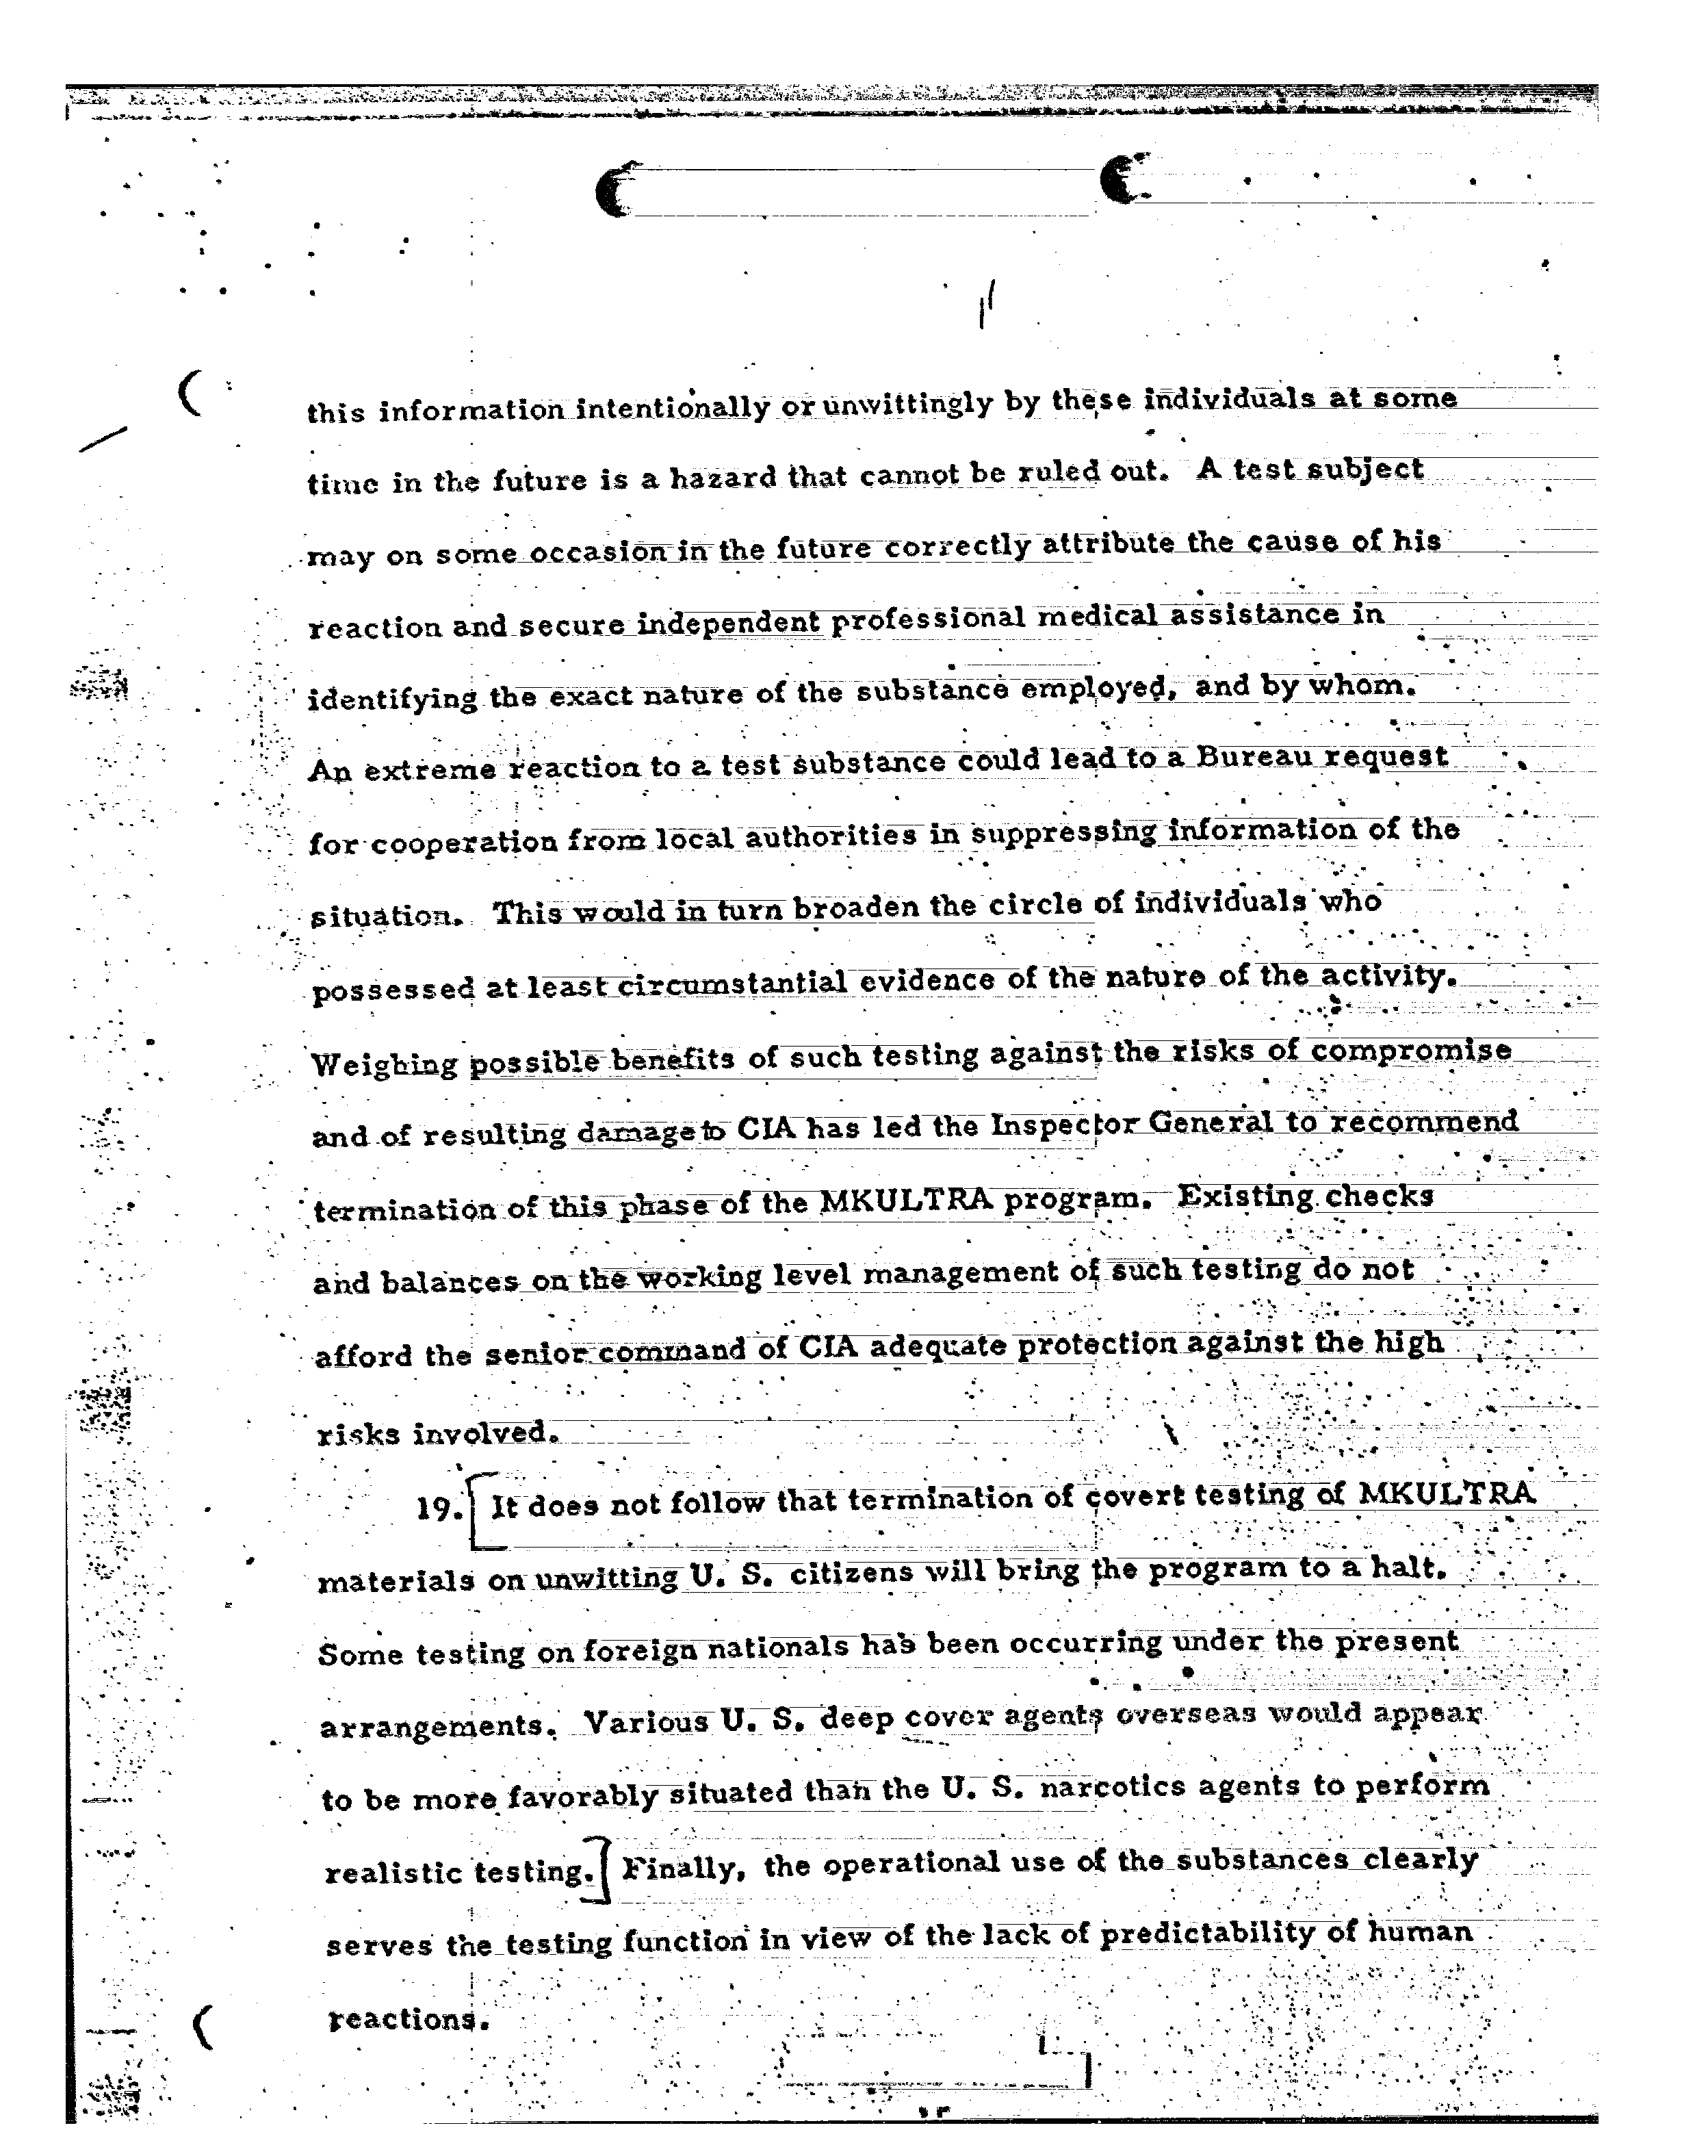 this information intentionally or unwittingly by these individuals at some
time in the future is a hazard that cannot be ruled out. A test subject
may on some occasion in the future correctly attribute the cause of his
reaction and secure independent professional medical assistance in
identifying the exact nature of the substance employed, and by whom.
An extreme reaction to a test substance could lead to a Bureau request
for cooperation from local authorities in suppressing information of the
situation. This would in turn broaden the circle of individuals who
possessed at least circumstantial evidence of the nature of the activity.
Weighing possible benefits of such testing against the risks of compromise
and of resulting damage to CIA has led the Inspector General to recommend
termination of this phase of the MKULTRA program. Existing checks
and balances on the working level management of such testing do not
afford the senior command of CIA adequate protection against the high
risks involved.
19. [It does not follow that termination of covert testing of MKULTRA
materials on unwitting U. S. citizens will bring the program to a halt.
Some testing on foreign nationals has been occurring under the present
arrangements. Various U. S. deep cover agents overseas would appear
to be more favorably situated than the U. S. narcotics agents to perform
realistic testing.] Finally, the operational use of the substances clearly
serves the testing function in view of the lack of predictability of human
reactions.